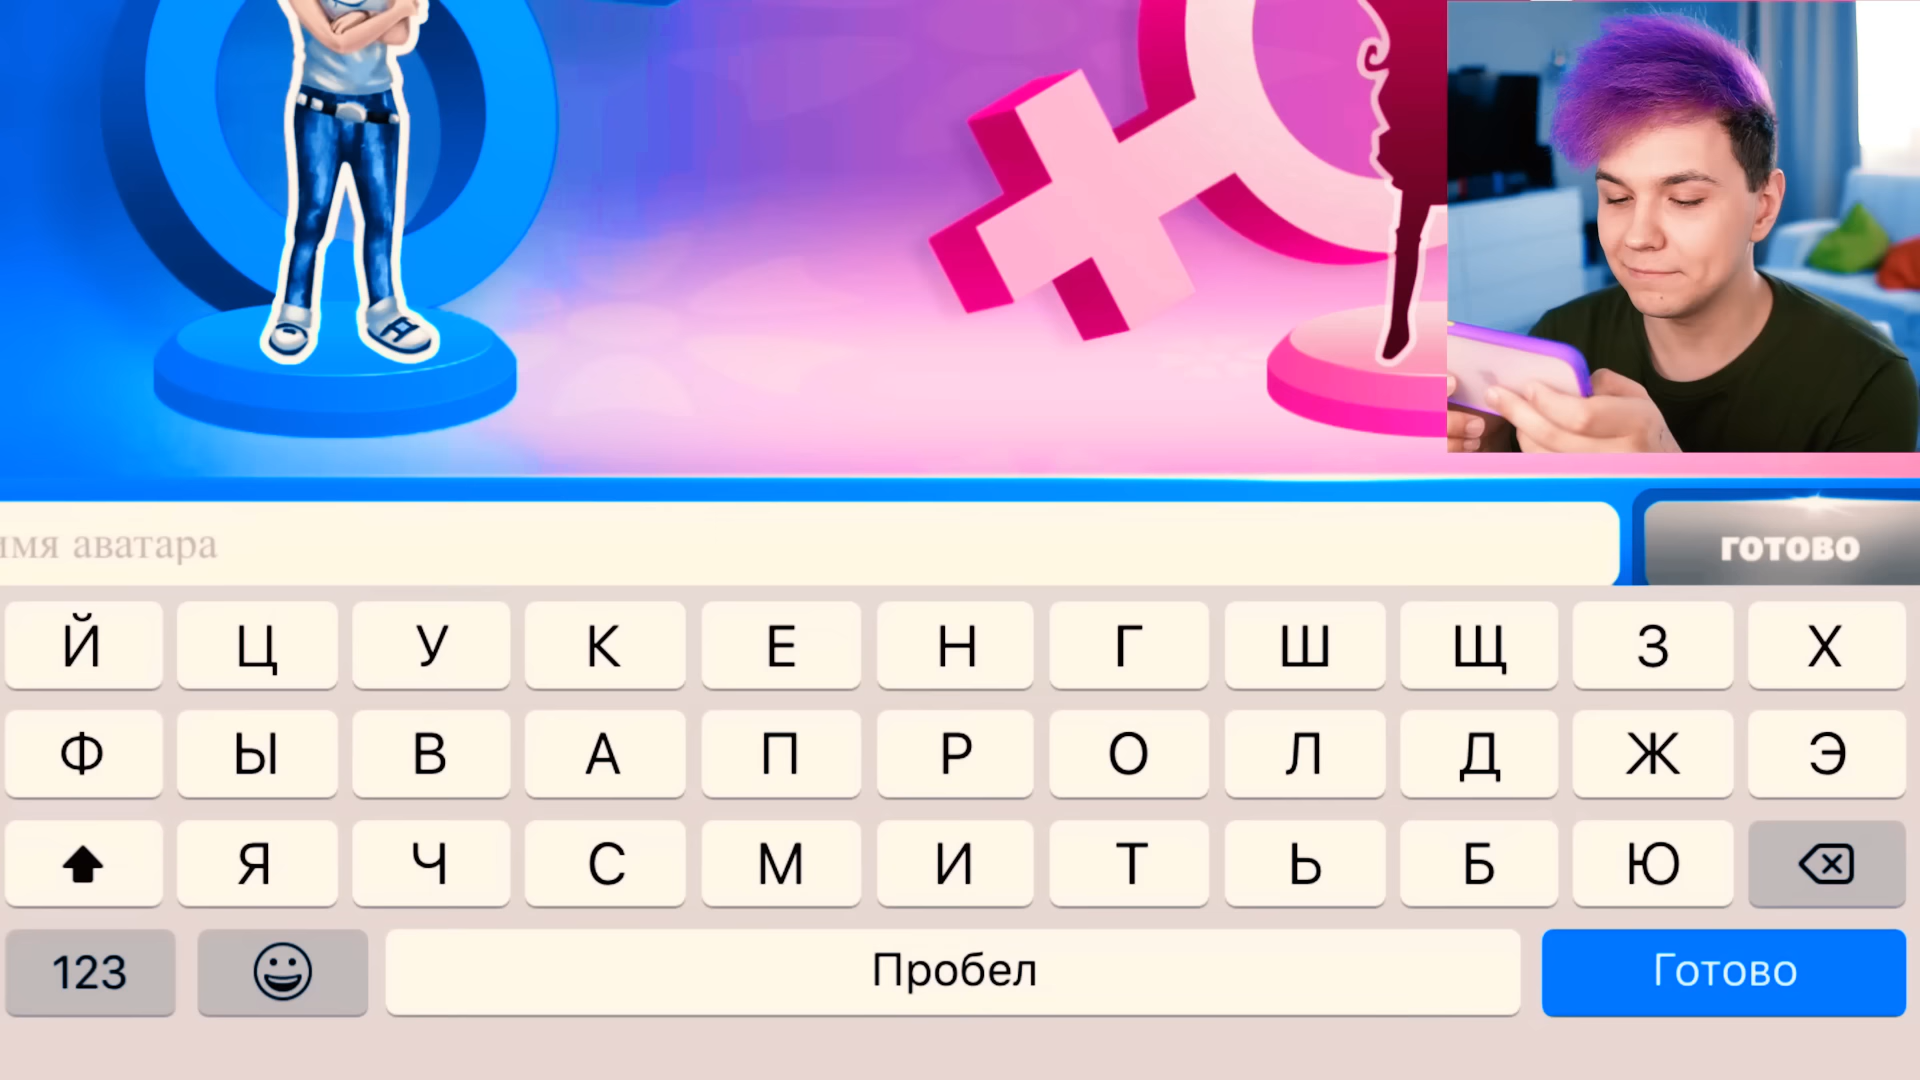 имя аватара
ГОТОВО
Й Ц У К Е Н Г Ш Щ З Х
Ф Ы В А П Р О Л Д Ж Э
Я Ч С М И Т Ь Б Ю
123 Пробел Готово